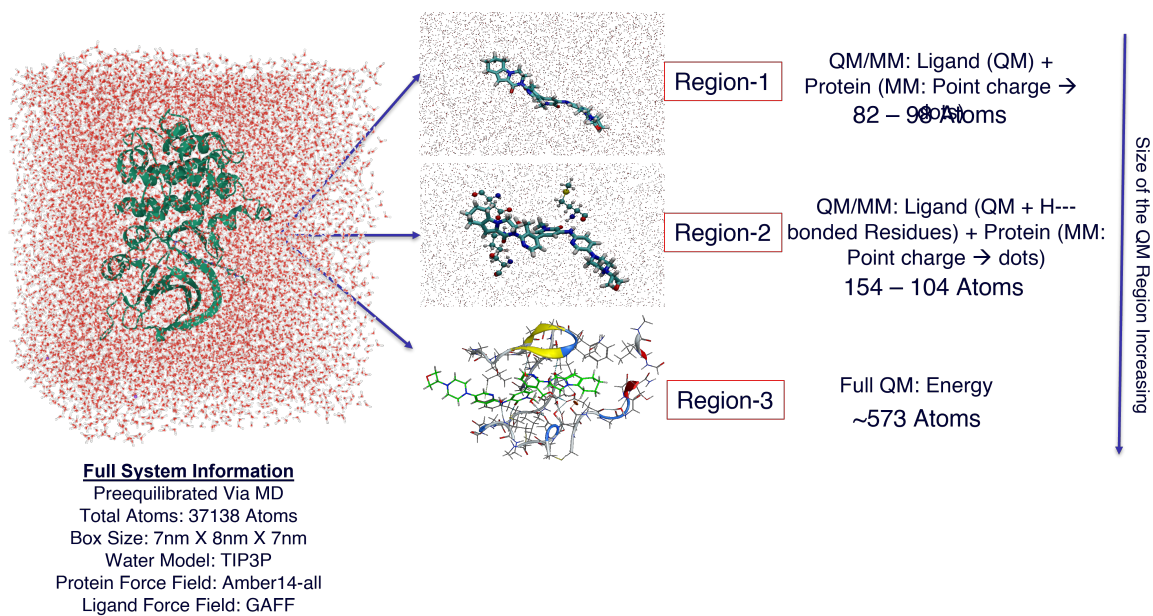 Region-1
QM/MM: Ligand (QM) +
Protein (MM: Point charge →
dots)
82 – 98 Atoms
Region-2
QM/MM: Ligand (QM + H---
bonded Residues) + Protein (MM:
Point charge → dots)
154 – 104 Atoms
Region-3
Full QM: Energy
~573 Atoms
Size of the QM Region Increasing
Full System Information
Preequilibrated Via MD
Total Atoms: 37138 Atoms
Box Size: 7nm X 8nm X 7nm
Water Model: TIP3P
Protein Force Field: Amber14-all
Ligand Force Field: GAFF